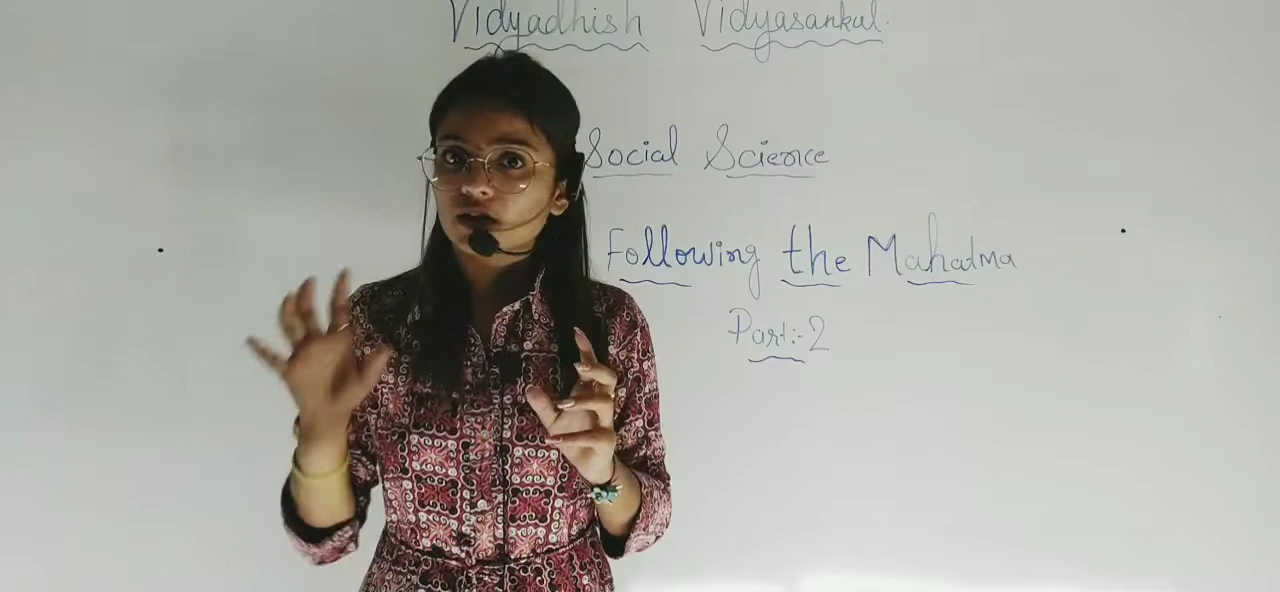 Vidyadhish Vidyasankul.
Social Science
Following the Mahatma
Part:-2